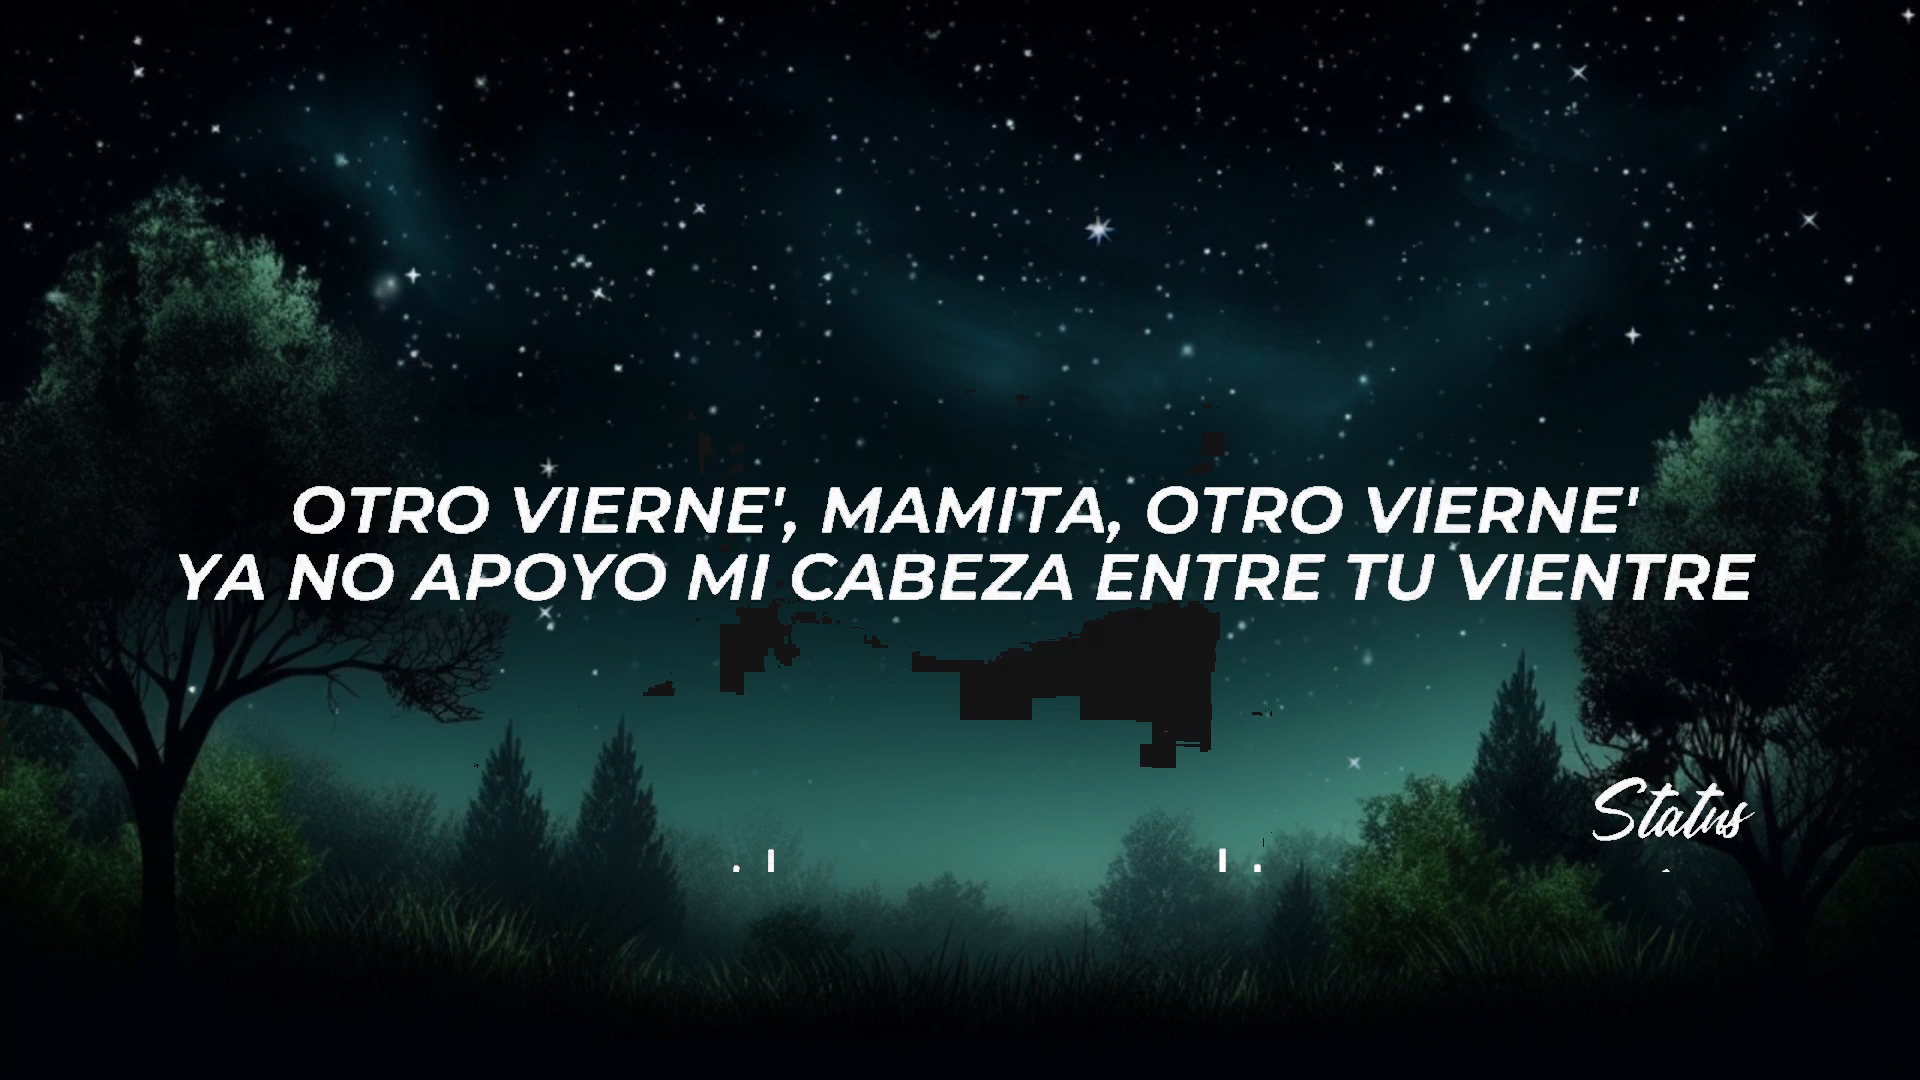 OTRO VIERNE', MAMITA, OTRO VIERNE'
YA NO APOYO MI CABEZA ENTRE TU VIENTRE
Status